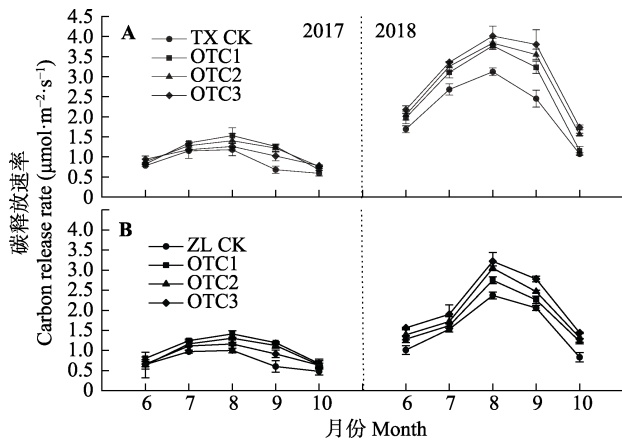 碳释放速率
Carbon release rate (μmol·m−2·s−1)
A
2017
2018
TX CK
OTC1
OTC2
OTC3
4.5
4.0
3.5
3.0
2.5
2.0
1.5
1.0
0.5
0
B
ZL CK
OTC1
OTC2
OTC3
4.0
3.5
3.0
2.5
2.0
1.5
1.0
0.5
0
6 7 8 9 10 6 7 8 9 10
月份 Month